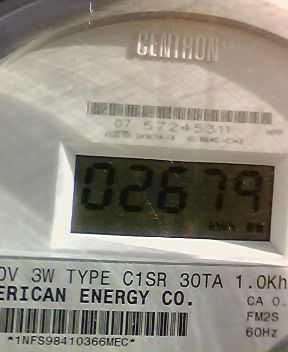 CENTRON®
07 57245311
02679
0V 3W TYPE C1SR 30TA 1.0Kh
ERICAN ENERGY CO.
CA 0.
FM2S
60Hz
*1NFS98410366MEC*